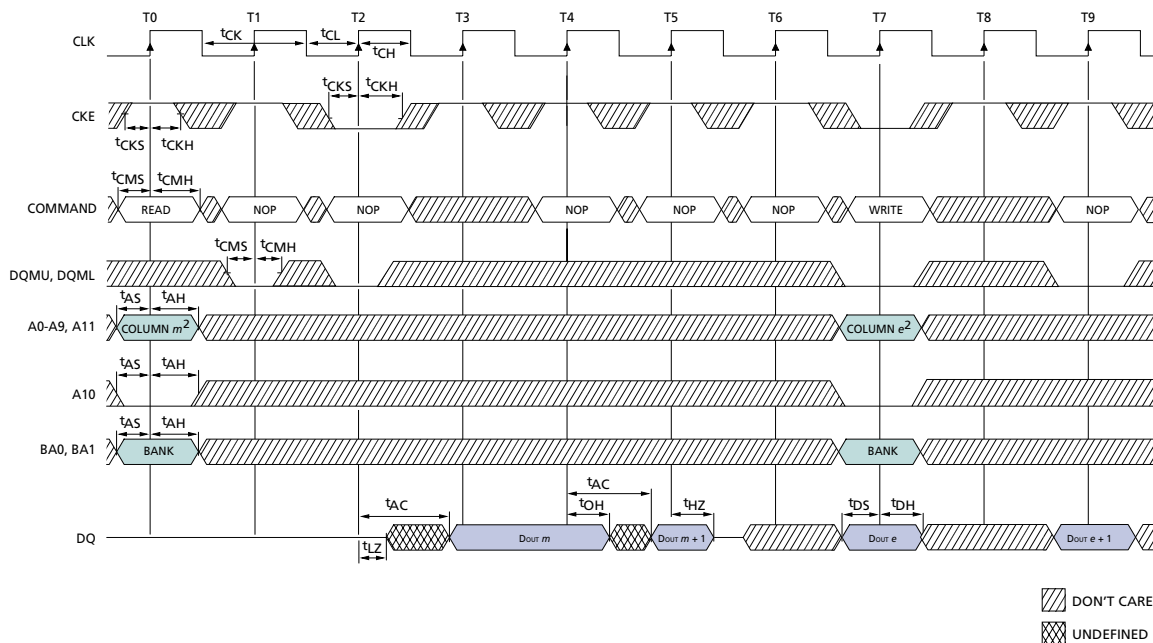 T0 T1 T2 T3 T4 T5 T6 T7 T8 T9
CLK
tCK tCL
tCH
tCKS tCKH
CKE
tCKS tCKH
tCMS tCMH
COMMAND READ NOP NOP NOP NOP NOP WRITE NOP
tCMS tCMH
DQMU, DQML
tAS tAH
A0-A9, A11 COLUMN m2 COLUMN e2
tAS tAH
A10
tAS tAH
BA0, BA1 BANK BANK
tAC tAC
tOH tHZ tDS tDH
DQ DOUT m DOUT m + 1 DOUT e DOUT e + 1
tLZ
DON'T CARE
UNDEFINED